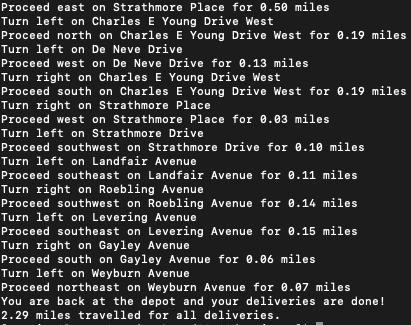 Proceed east on Strathmore Place for 0.50 miles
Turn left on Charles E Young Drive West
Proceed north on Charles E Young Drive West for 0.19 miles
Turn left on De Neve Drive
Proceed west on De Neve Drive for 0.13 miles
Turn right on Charles E Young Drive West
Proceed south on Charles E Young Drive West for 0.19 miles
Turn right on Strathmore Place
Proceed west on Strathmore Place for 0.03 miles
Turn left on Strathmore Drive
Proceed southwest on Strathmore Drive for 0.10 miles
Turn left on Landfair Avenue
Proceed southeast on Landfair Avenue for 0.11 miles
Turn right on Roebling Avenue
Proceed southwest on Roebling Avenue for 0.14 miles
Turn left on Levering Avenue
Proceed southeast on Levering Avenue for 0.15 miles
Turn right on Gayley Avenue
Proceed south on Gayley Avenue for 0.06 miles
Turn left on Weyburn Avenue
Proceed northeast on Weyburn Avenue for 0.07 miles
You are back at the depot and your deliveries are done!
2.29 miles travelled for all deliveries.